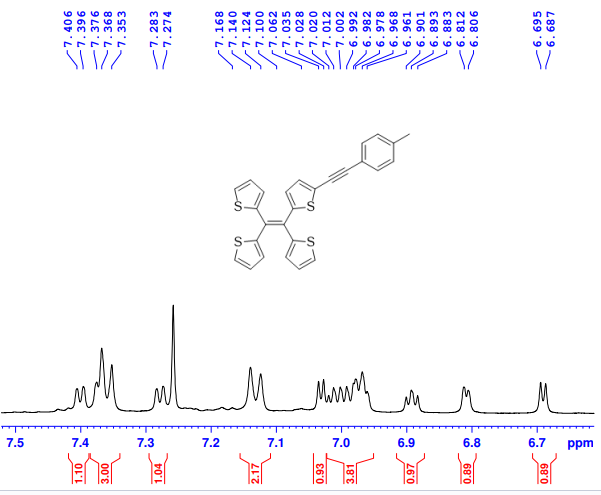 7.406 7.396 7.376 7.368 7.353 7.283 7.274 7.168 7.140 7.124 7.100 7.062 7.035 7.028 7.020 7.012 7.002 6.992 6.982 6.978 6.968 6.961 6.901 6.893 6.883 6.812 6.806 6.695 6.687
S S
S S
7.5 7.4 7.3 7.2 7.1 7.0 6.9 6.8 6.7 ppm
1.10 3.00 1.04 2.17 0.93 3.81 0.97 0.89 0.89